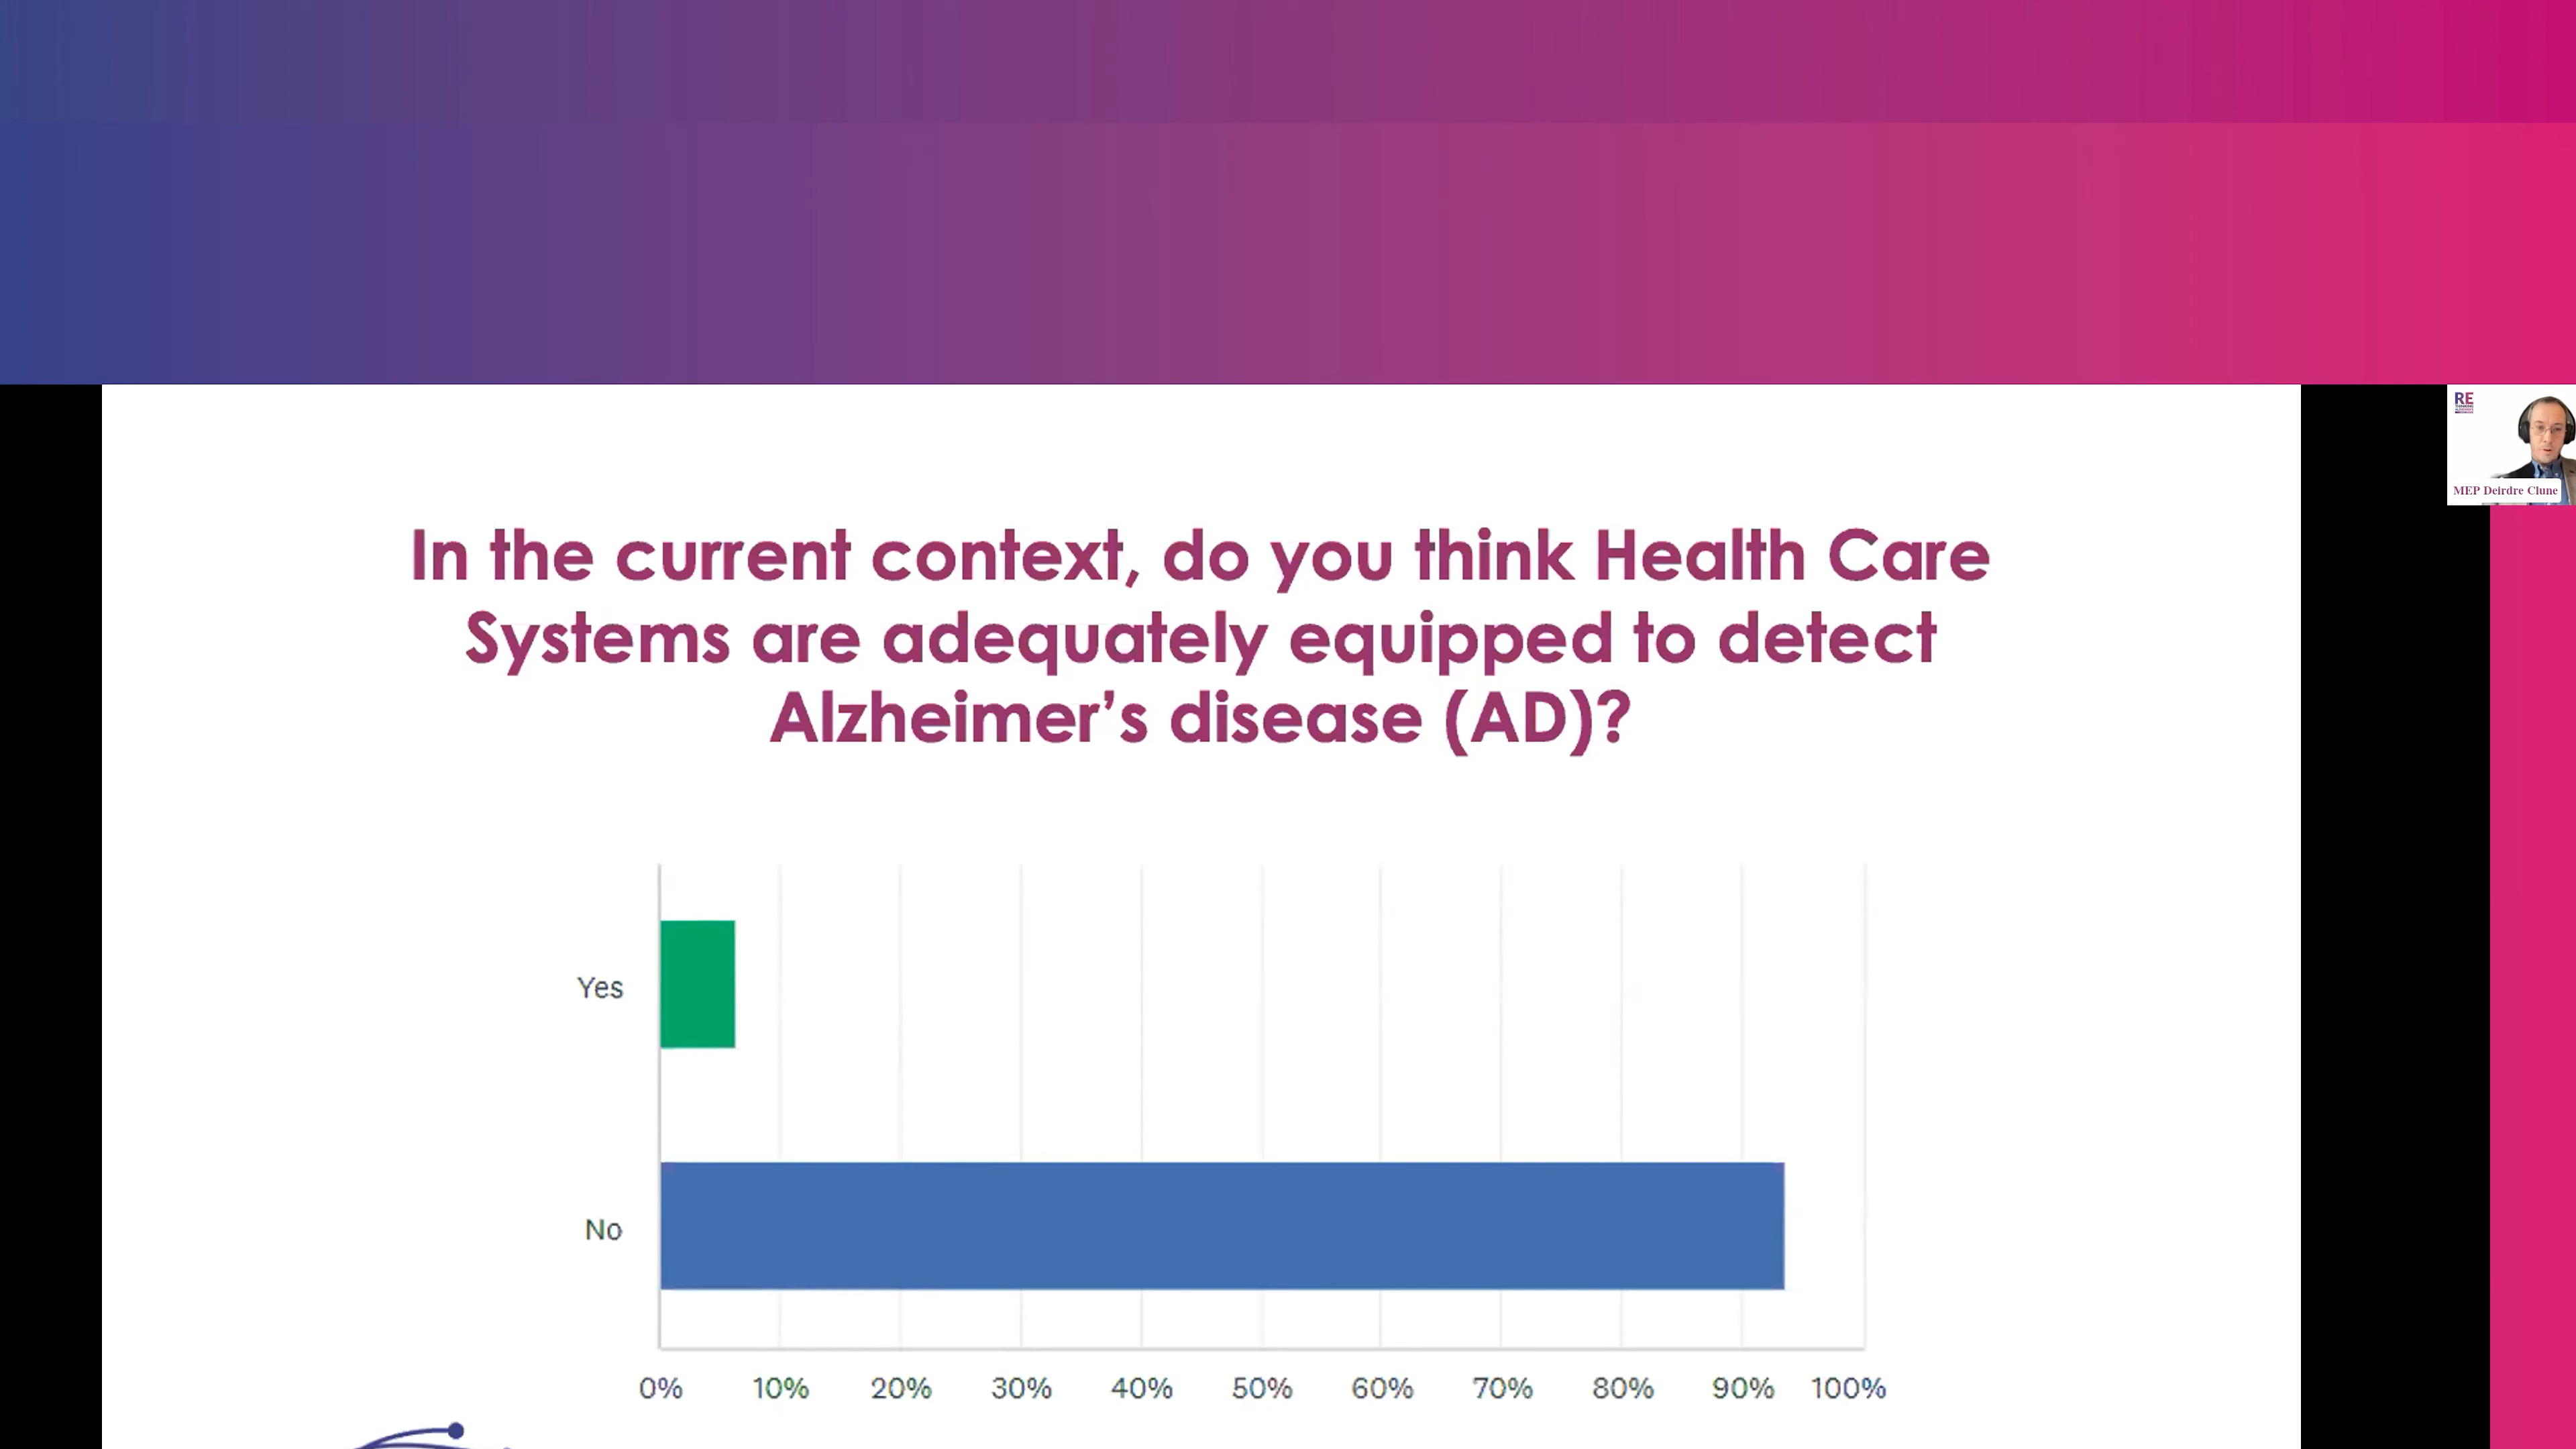 In the current context, do you think Health Care
Systems are adequately equipped to detect
Alzheimer’s disease (AD)?
RE
MEP Deirdre Clune
Yes
No
0% 10% 20% 30% 40% 50% 60% 70% 80% 90% 100%